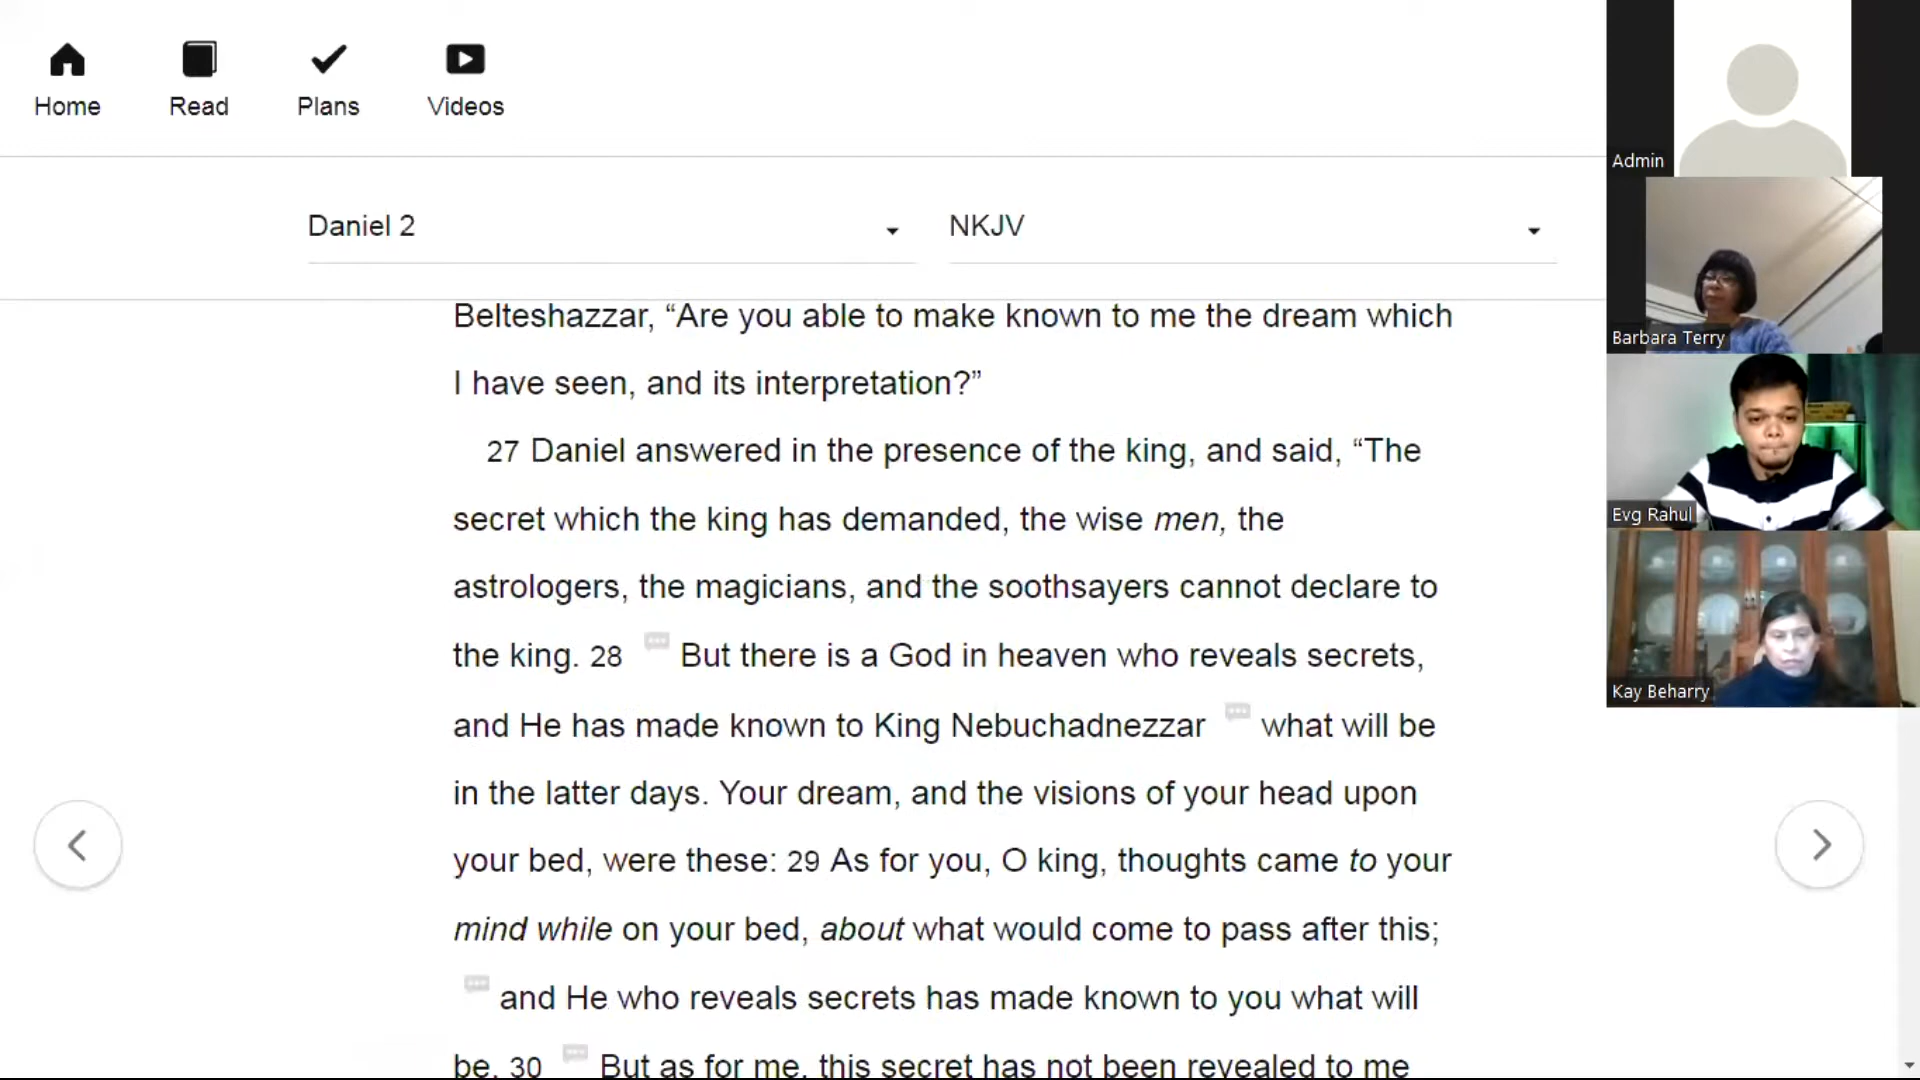 Home Read Plans Videos
Daniel 2 NKJV
Belteshazzar, “Are you able to make known to me the dream which
I have seen, and its interpretation?”
27 Daniel answered in the presence of the king, and said, “The
secret which the king has demanded, the wise men, the
astrologers, the magicians, and the soothsayers cannot declare to
the king. 28 But there is a God in heaven who reveals secrets,
and He has made known to King Nebuchadnezzar what will be
in the latter days. Your dream, and the visions of your head upon
your bed, were these: 29 As for you, O king, thoughts came to your
mind while on your bed, about what would come to pass after this;
and He who reveals secrets has made known to you what will
be. 30 But as for me, this secret has not been revealed to me
Admin
Barbara Terry
Evg Rahul
Kay Beharry